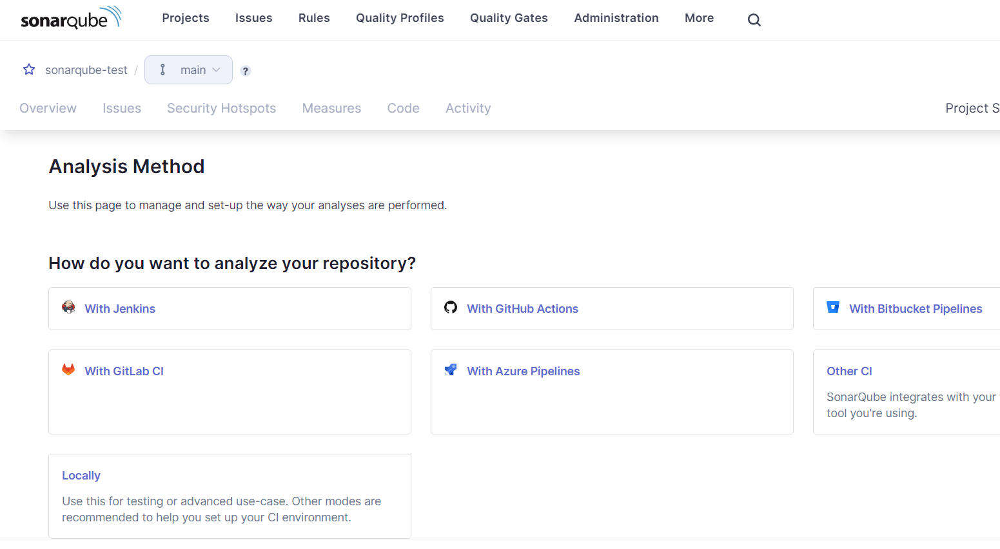 sonarqube Projects Issues Rules Quality Profiles Quality Gates Administration More
sonarqube-test / main ?
Overview Issues Security Hotspots Measures Code Activity Project S
Analysis Method
Use this page to manage and set-up the way your analyses are performed.
How do you want to analyze your repository?
With Jenkins With GitHub Actions With Bitbucket Pipelines
With GitLab CI With Azure Pipelines Other CI
SonarQube integrates with your
tool you're using.
Locally
Use this for testing or advanced use-case. Other modes are
recommended to help you set up your CI environment.